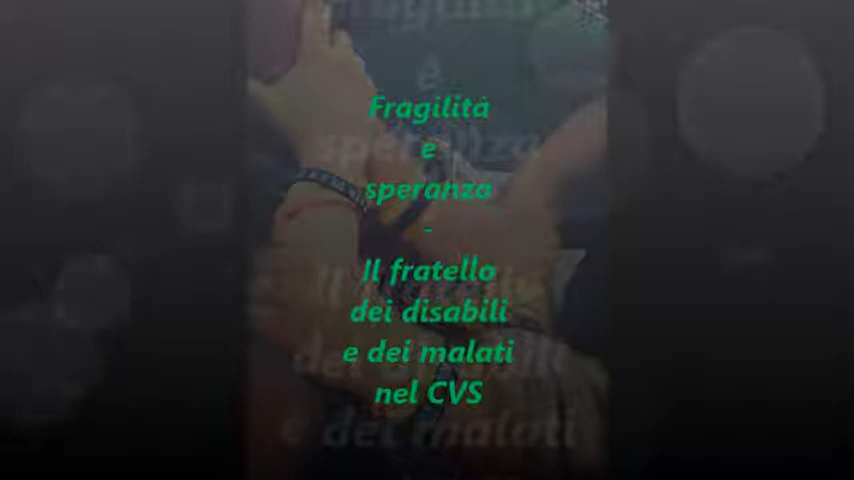 Fragilità
e
speranza
-
Il fratello
dei disabili
e dei malati
nel CVS